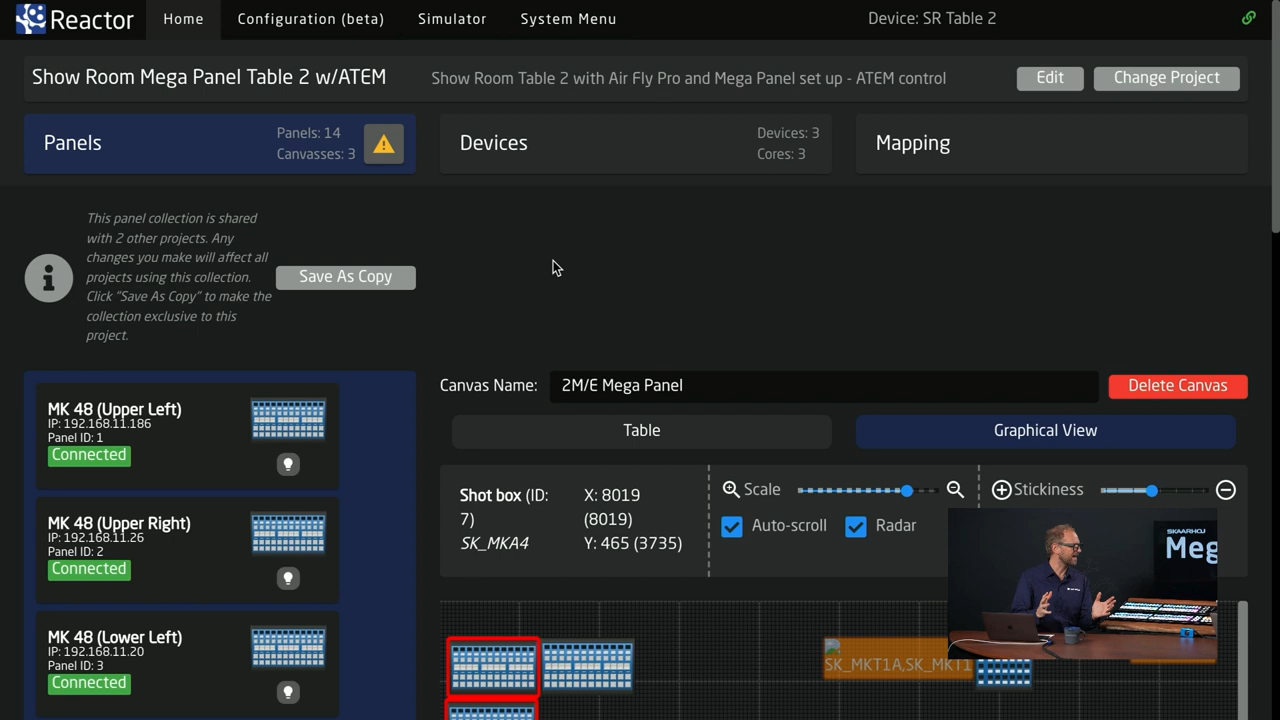 Reactor
Home
Configuration (beta)
Simulator
System Menu
Device: SR Table 2
Show Room Mega Panel Table 2 w/ATEM
Show Room Table 2 with Air Fly Pro and Mega Panel set up - ATEM control
Edit
Change Project
Panels
Panels: 14
Canvasses: 3
Devices
Devices: 3
Cores: 3
Mapping
This panel collection is shared
with 2 other projects. Any
changes you make will affect all
projects using this collection.
Click "Save As Copy" to make the
collection exclusive to this
project.
Save As Copy
MK 48 (Upper Left)
IP: 192.168.11.186
Panel ID: 1
Connected
MK 48 (Upper Right)
IP: 192.168.11.26
Panel ID: 2
Connected
MK 48 (Lower Left)
IP: 192.168.11.20
Panel ID: 3
Connected
Canvas Name:
2M/E Mega Panel
Delete Canvas
Table
Graphical View
Shot box (ID:
7)
SK_MKA4
X: 8019
(8019)
Y: 465 (3735)
Scale
Auto-scroll
Radar
Stickiness
SK_MKT1A,SK_MKT1
SKAARHOJ
Meg